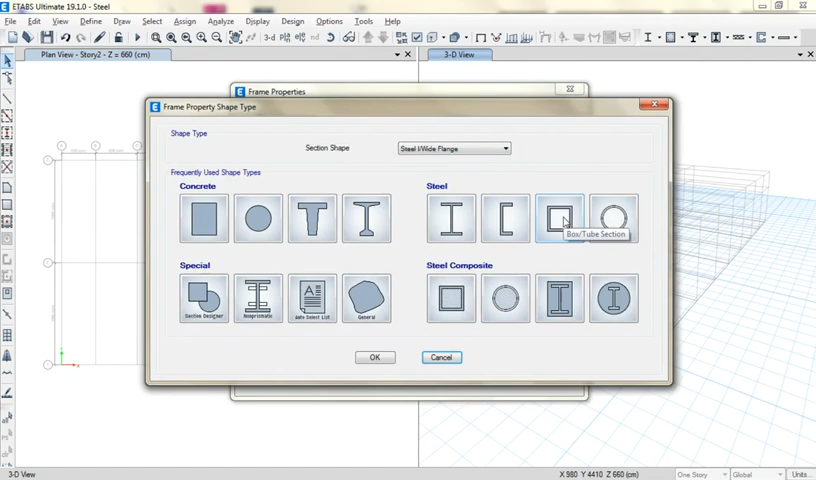 ETABS Ultimate 19.1.0 - Steel
File Edit View Define Draw Select Assign Analyze Display Design Options Tools Help
3-d
Plan View - Story2 - Z = 660 (cm)
3-D View
Frame Properties
Frame Property Shape Type
Shape Type
Section Shape
Steel I/Wide Flange
Frequently Used Shape Types
Concrete
Steel
Box/Tube Section
Special
Steel Composite
Section Designer
Nonprismatic
Auto Select List
General
OK
Cancel
3-D View
X 980 Y 4410 Z 660 (cm)
One Story
Global
Units...